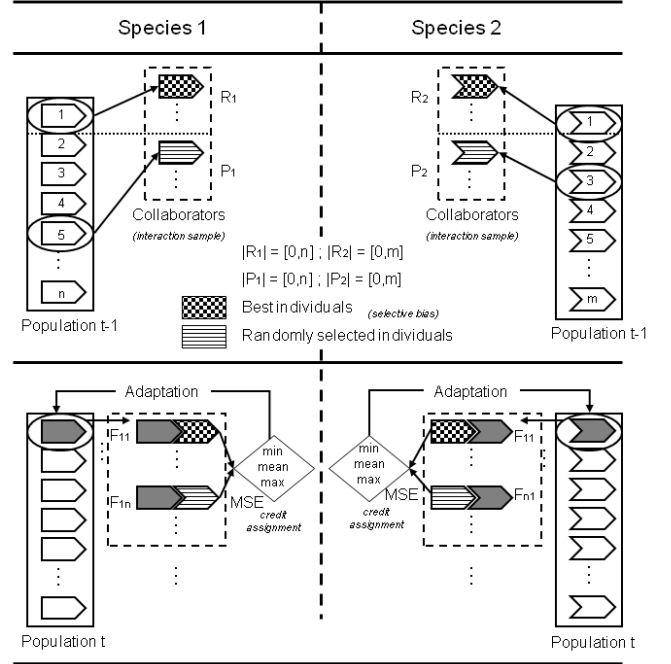 Species 1
Species 2
R1
R2
P1
P2
1
2
3
4
5
n
1
2
3
4
5
m
Collaborators
(interaction sample)
Collaborators
(interaction sample)
|R1| = [0,n] ; |R2| = [0,m]
|P1| = [0,n] ; |P2| = [0,m]
Best individuals (selective bias)
Randomly selected individuals
Population t-1
Population t-1
Adaptation
Adaptation
F11
F11
min
mean
max
min
mean
max
F1n
MSE
MSE
Fn1
credit
assignment
credit
assignment
Population t
Population t